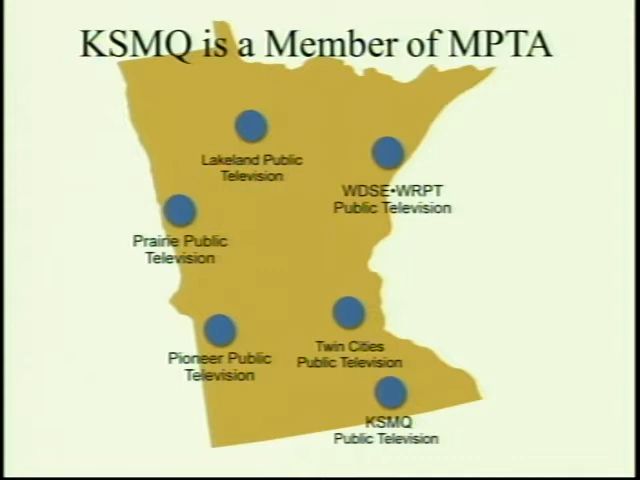 KSMQ is a Member of MPTA
Lakeland Public
Television
WDSE•WRPT
Public Television
Prairie Public
Television
Twin Cities
Public Television
Pioneer Public
Television
KSMQ
Public Television